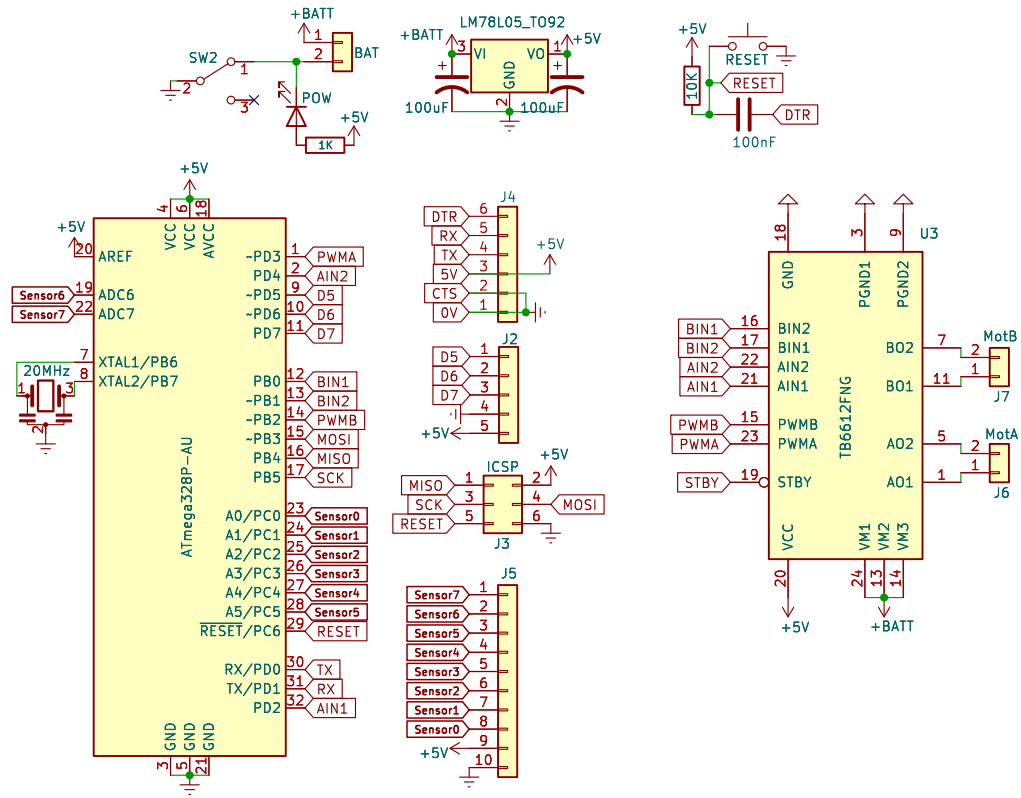 +BATT
1
2
BAT
SW2
1
2
3
POW
+5V
1K
LM78L05_TO92
+BATT
3
VI
VO
1
+5V
GND
2
+
+
100uF
100uF
+5V
RESET
10K
RESET
DTR
100nF
+5V
4
6
18
VCC
VCC
AVCC
+5V
20
AREF
Sensor6
19
ADC6
Sensor7
22
ADC7
7
XTAL1/PB6
8
XTAL2/PB7
20MHz
1
3
2
ATmega328P-AU
~PD3
1
PWMA
PD4
2
AIN2
~PD5
9
D5
~PD6
10
D6
PD7
11
D7
PB0
12
BIN1
~PB1
13
BIN2
~PB2
14
PWMB
~PB3
15
MOSI
PB4
16
MISO
PB5
17
SCK
A0/PC0
23
Sensor0
A1/PC1
24
Sensor1
A2/PC2
25
Sensor2
A3/PC3
26
Sensor3
A4/PC4
27
Sensor4
A5/PC5
28
Sensor5
RESET/PC6
29
RESET
RX/PD0
30
TX
TX/PD1
31
RX
PD2
32
AIN1
GND
GND
GND
3
5
21
J4
DTR
6
RX
5
TX
4
5V
3
+5V
CTS
2
0V
1
J2
D5
1
D6
2
D7
3
4
+5V
5
ICSP
+5V
MISO
1
2
SCK
3
4
MOSI
RESET
5
6
J3
J5
Sensor7
1
Sensor6
2
Sensor5
3
Sensor4
4
Sensor3
5
Sensor2
6
Sensor1
7
Sensor0
8
+5V
9
10
18
3
9
U3
GND
PGND1
PGND2
BIN1
16
BIN2
BIN2
17
BIN1
AIN2
22
AIN2
AIN1
21
AIN1
PWMB
15
PWMB
PWMA
23
PWMA
STBY
19
STBY
TB6612FNG
BO2
7
BO1
11
MotB
2
1
J7
AO2
5
AO1
1
MotA
2
1
J6
VCC
VM1
VM2
VM3
20
24
13
14
+5V
+BATT